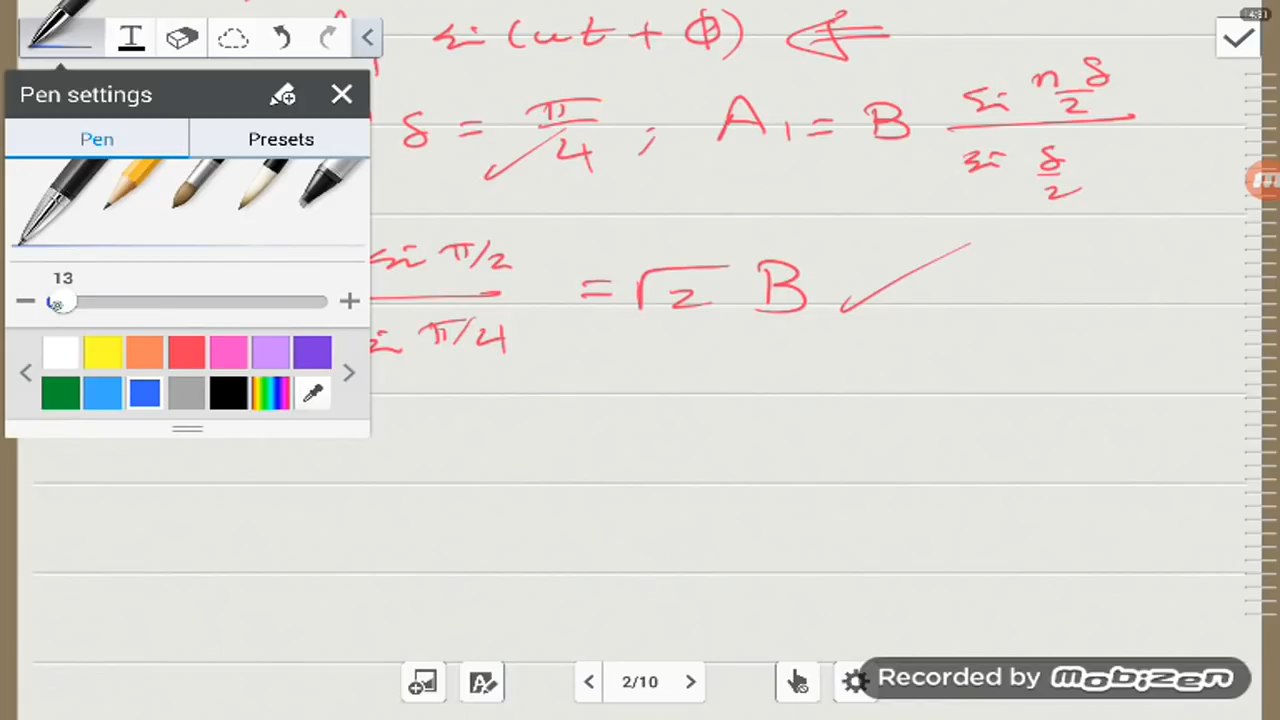 T sin (ωt + φ) ⇐
Pen settings
Pen Presets
13
δ = π/4 ; A₁ = B sin nδ/2 / sin δ/2
sin π/2 / sin π/4 = √2 B ✓
2/10
Recorded by mobizen